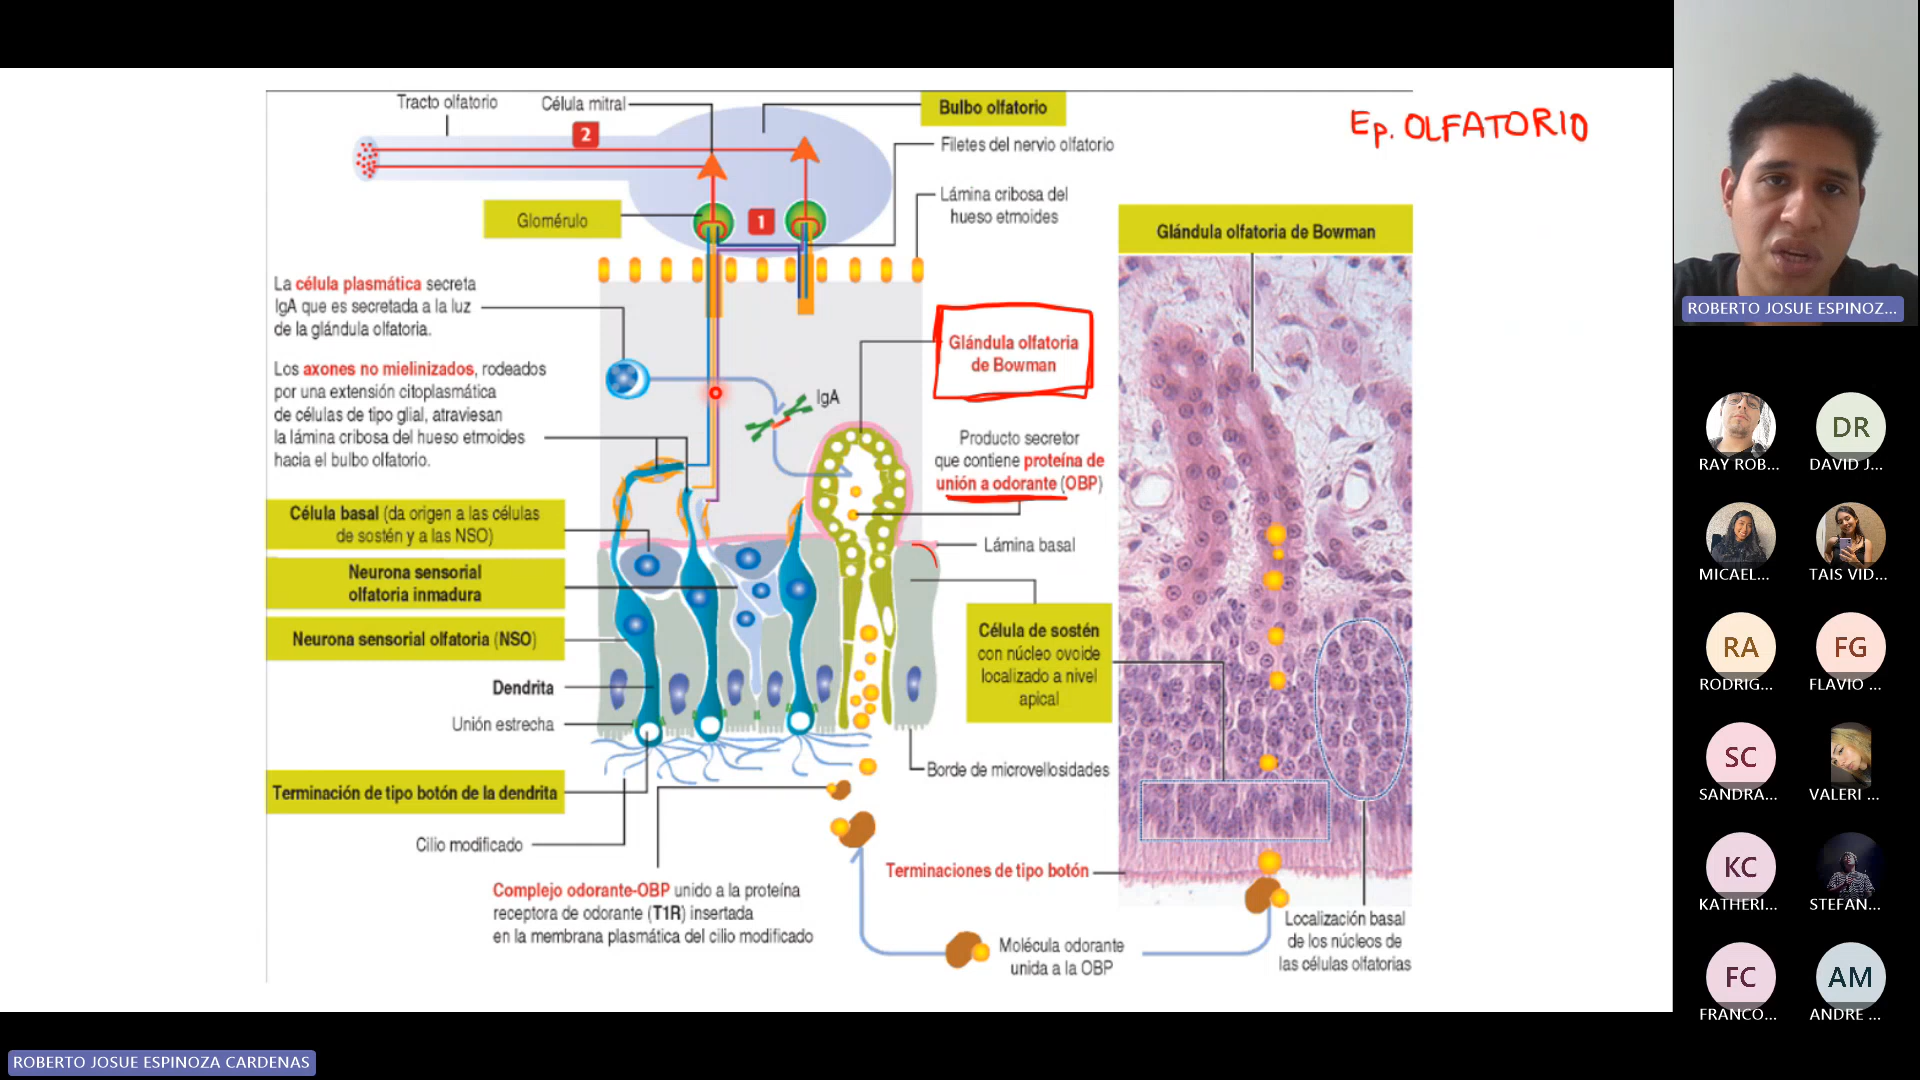 Tracto olfatorio
Célula mitral
Bulbo olfatorio
Ep. OLFATORIO
2
Filetes del nervio olfatorio
Lámina cribosa del
hueso etmoides
Glomérulo
1
Glándula olfatoria de Bowman
La célula plasmática secreta
IgA que es secretada a la luz
de la glándula olfatoria.
Glándula olfatoria
de Bowman
Los axones no mielinizados, rodeados
por una extensión citoplasmática
de células de tipo glial, atraviesan
la lámina cribosa del hueso etmoides
hacia el bulbo olfatorio.
IgA
Producto secretor
que contiene proteína de
unión a odorante (OBP)
Célula basal (da origen a las células
de sostén y a las NSO)
Lámina basal
Neurona sensorial
olfatoria inmadura
Neurona sensorial olfatoria (NSO)
Célula de sostén
con núcleo ovoide
localizado a nivel
apical
Dendrita
Unión estrecha
Borde de microvellosidades
Terminación de tipo botón de la dendrita
Cilio modificado
Terminaciones de tipo botón
Complejo odorante-OBP unido a la proteína
receptora de odorante (T1R) insertada
en la membrana plasmática del cilio modificado
Molécula odorante
unida a la OBP
Localización basal
de los núcleos de
las células olfatorias
ROBERTO JOSUE ESPINOZ...
RAY ROB...
DR
DAVID J...
MICAEL...
TAIS VID...
RA
RODRIG...
FG
FLAVIO ...
SC
SANDRA...
VALERI ...
KC
KATHERI...
STEFAN...
FC
FRANCO...
AM
ANDRE ...
ROBERTO JOSUE ESPINOZA CARDENAS